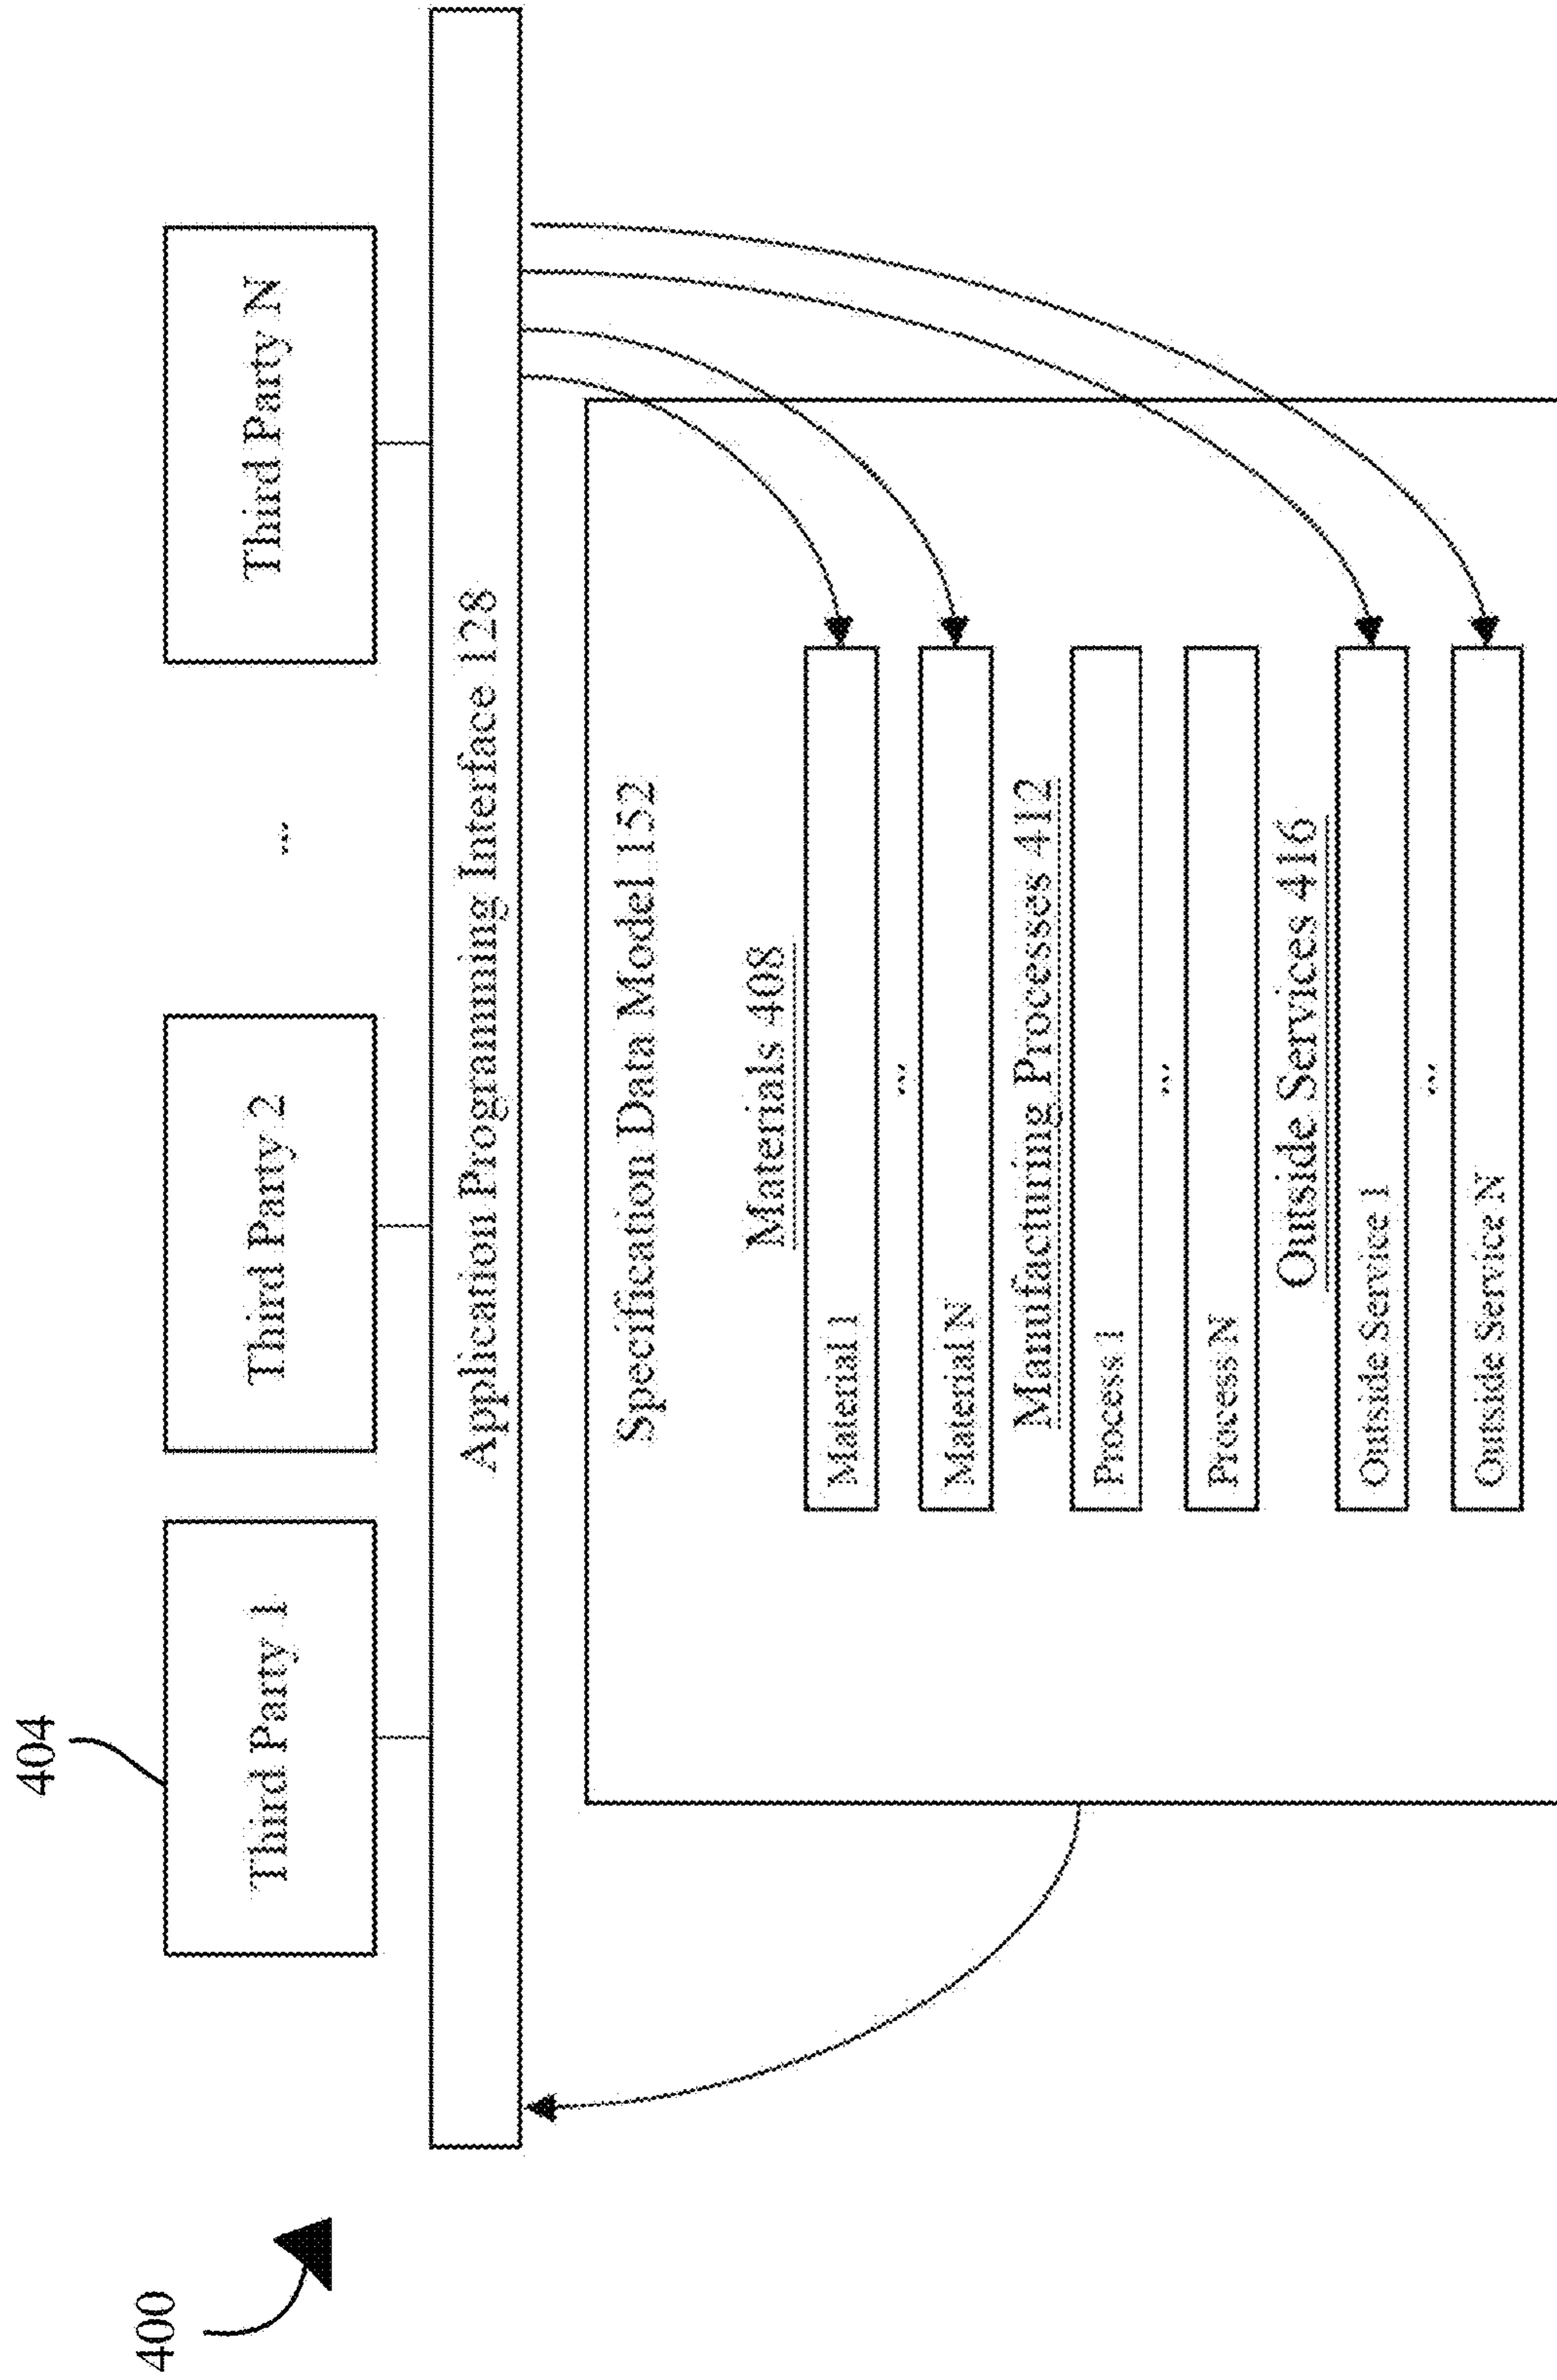 400
404
Third Party 1
Third Party 2
...
Third Party N
Application Programming Interface 128
Specification Data Model 152
Materials 408
Material 1
...
Material N
Manufacturing Processes 412
Process 1
...
Process N
Outside Services 416
Outside Service 1
...
Outside Service N